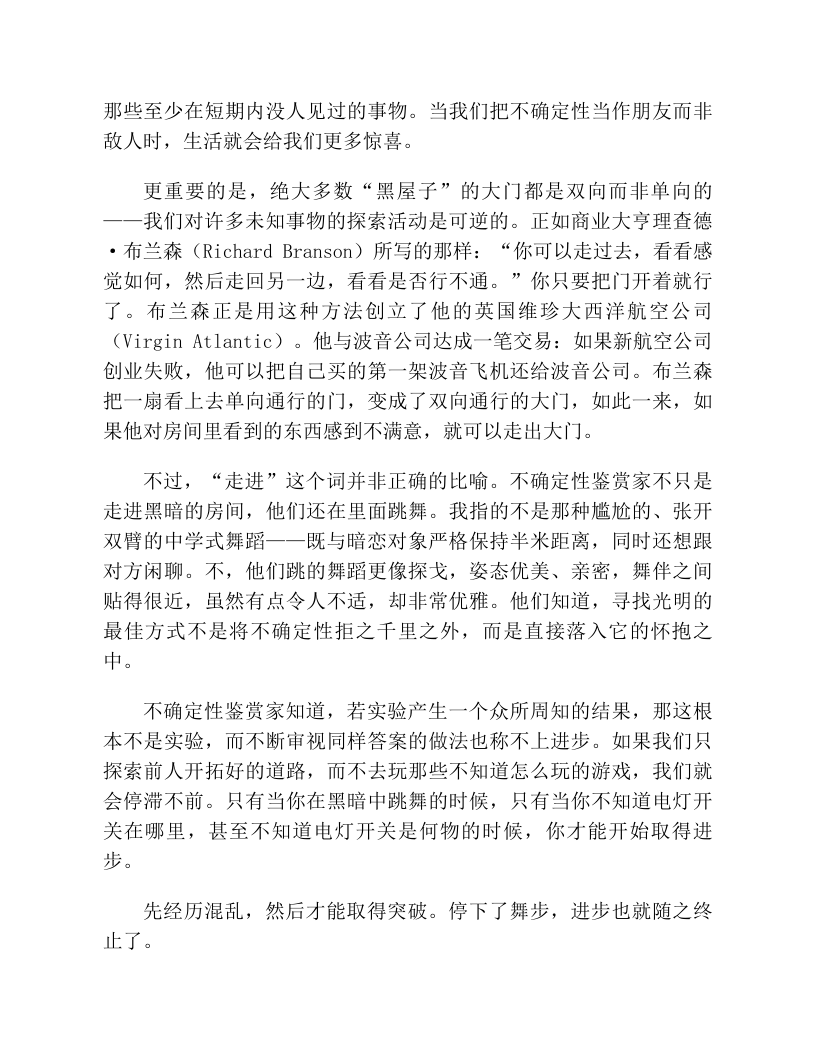 那些至少在短期内没人见过的事物。当我们把不确定性当作朋友而非
敌人时，生活就会给我们更多惊喜。
更重要的是，绝大多数“黑屋子”的大门都是双向而非单向的
——我们对许多未知事物的探索活动是可逆的。正如商业大亨理查德
·布兰森（Richard Branson）所写的那样：“你可以走过去，看看感
觉如何，然后走回另一边，看看是否行不通。”你只要把门开着就行
了。布兰森正是用这种方法创立了他的英国维珍大西洋航空公司
（Virgin Atlantic）。他与波音公司达成一笔交易：如果新航空公司
创业失败，他可以把自己买的第一架波音飞机还给波音公司。布兰森
把一扇看上去单向通行的门，变成了双向通行的大门，如此一来，如
果他对房间里看到的东西感到不满意，就可以走出大门。
不过，“走进”这个词并非正确的比喻。不确定性鉴赏家不只是
走进黑暗的房间，他们还在里面跳舞。我指的不是那种尴尬的、张开
双臂的中学式舞蹈——既与暗恋对象严格保持半米距离，同时还想跟
对方闲聊。不，他们跳的舞蹈更像探戈，姿态优美、亲密，舞伴之间
贴得很近，虽然有点令人不适，却非常优雅。他们知道，寻找光明的
最佳方式不是将不确定性拒之千里之外，而是直接落入它的怀抱之
中。
不确定性鉴赏家知道，若实验产生一个众所周知的结果，那这根
本不是实验，而不断审视同样答案的做法也称不上进步。如果我们只
探索前人开拓好的道路，而不去玩那些不知道怎么玩的游戏，我们就
会停滞不前。只有当你在黑暗中跳舞的时候，只有当你不知道电灯开
关在哪里，甚至不知道电灯开关是何物的时候，你才能开始取得进
步。
先经历混乱，然后才能取得突破。停下了舞步，进步也就随之终
止了。